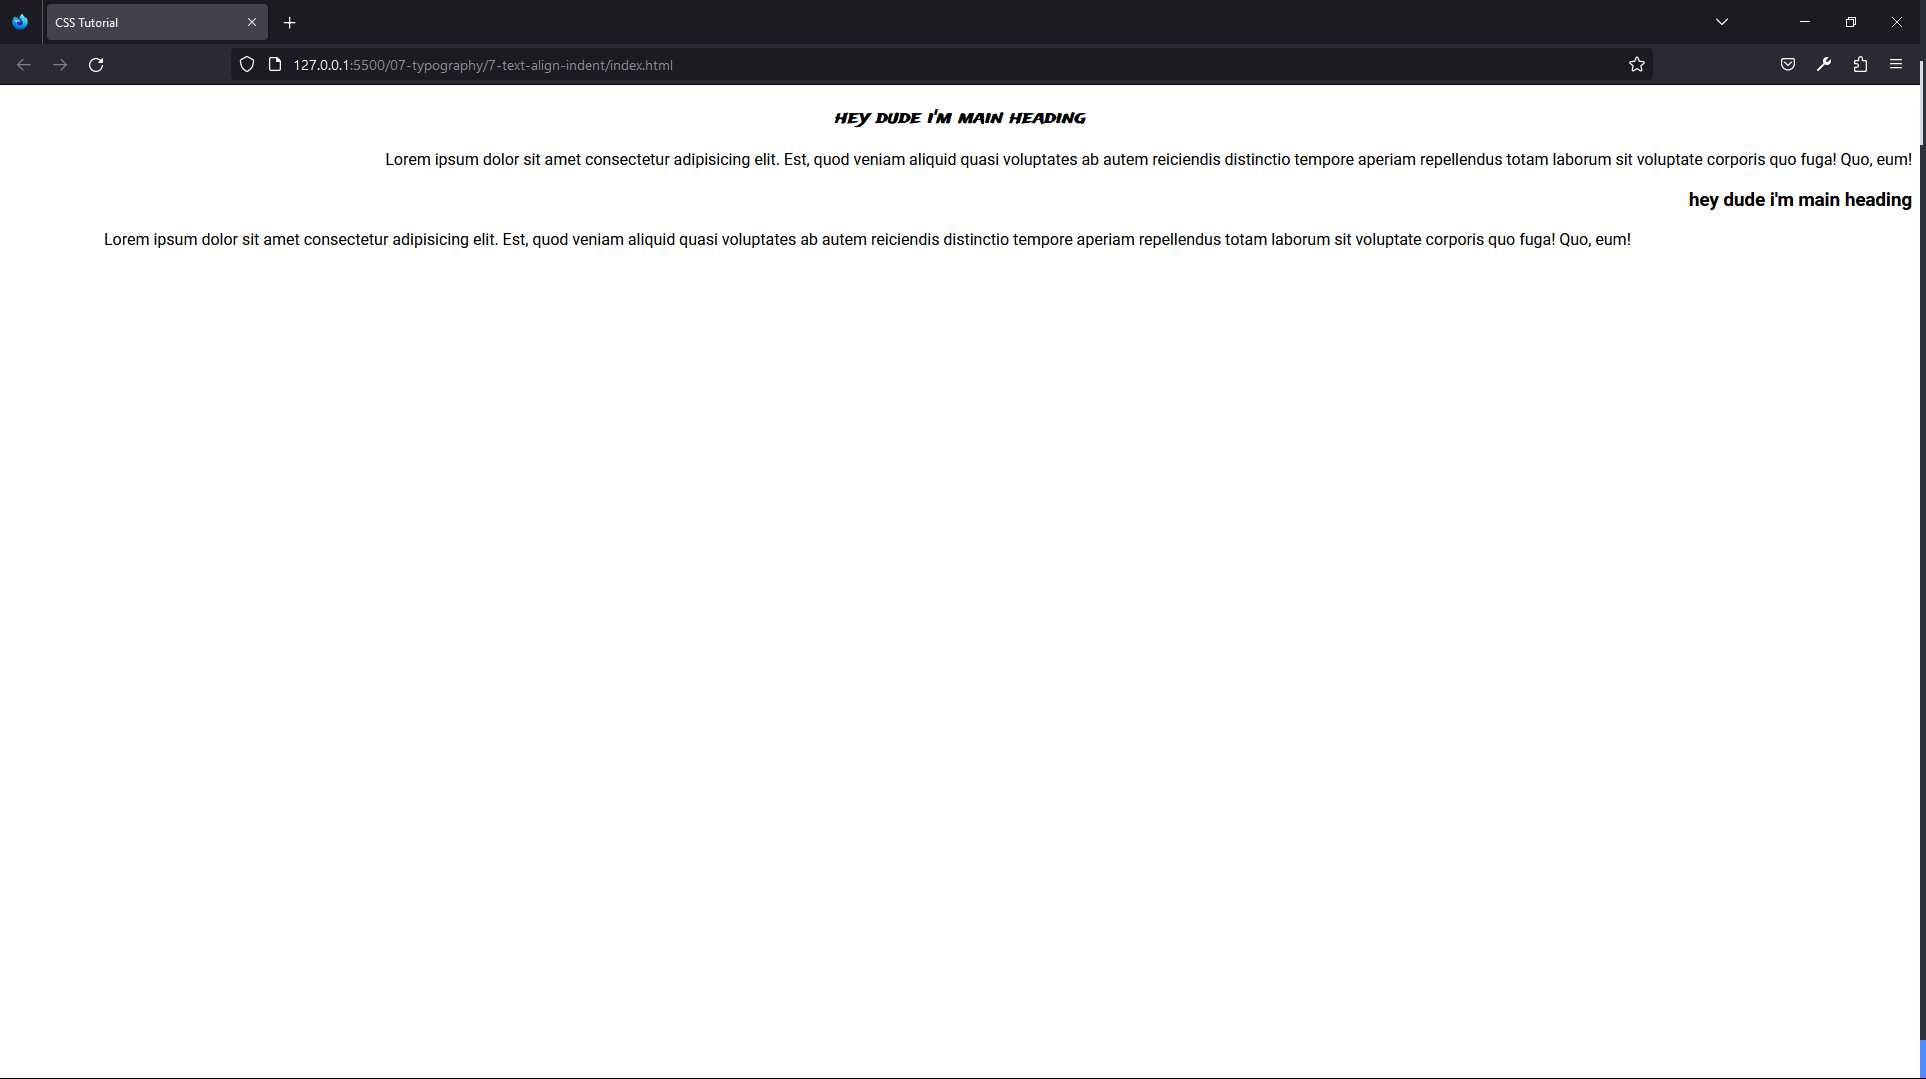 CSS Tutorial
127.0.0.1:5500/07-typography/7-text-align-indent/index.html
HEY DUDE I'M MAIN HEADING
Lorem ipsum dolor sit amet consectetur adipisicing elit. Est, quod veniam aliquid quasi voluptates ab autem reiciendis distinctio tempore aperiam repellendus totam laborum sit voluptate corporis quo fuga! Quo, eum!
hey dude i'm main heading
Lorem ipsum dolor sit amet consectetur adipisicing elit. Est, quod veniam aliquid quasi voluptates ab autem reiciendis distinctio tempore aperiam repellendus totam laborum sit voluptate corporis quo fuga! Quo, eum!